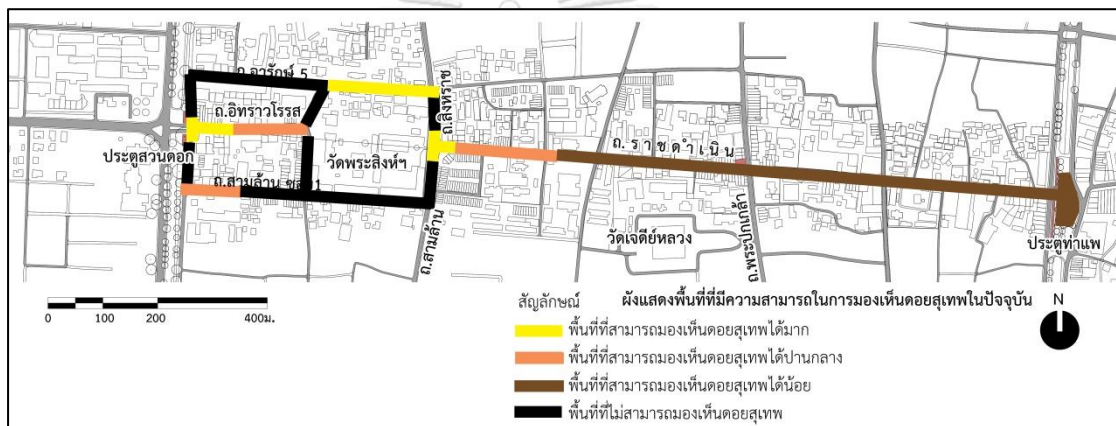 ถ.อารักษ์ 5
ถ.สิงหราช
ถ.อิทราวโรรส
ประตูสวนดอก
วัดพระสิงห์ฯ
ถ.ราชดำเนิน
ถ.สามล้าน
วัดเจดีย์หลวง
ถ.พระปกเกล้า
ประตูท่าแพ
0 100 200 400ม.
สัญลักษณ์ ผังแสดงพื้นที่ที่มีความสามารถในการมองเห็นดอยสุเทพในปัจจุบัน
N
พื้นที่ที่สามารถมองเห็นดอยสุเทพได้มาก
พื้นที่ที่สามารถมองเห็นดอยสุเทพได้ปานกลาง
พื้นที่ที่สามารถมองเห็นดอยสุเทพได้น้อย
พื้นที่ที่ไม่สามารถมองเห็นดอยสุเทพ